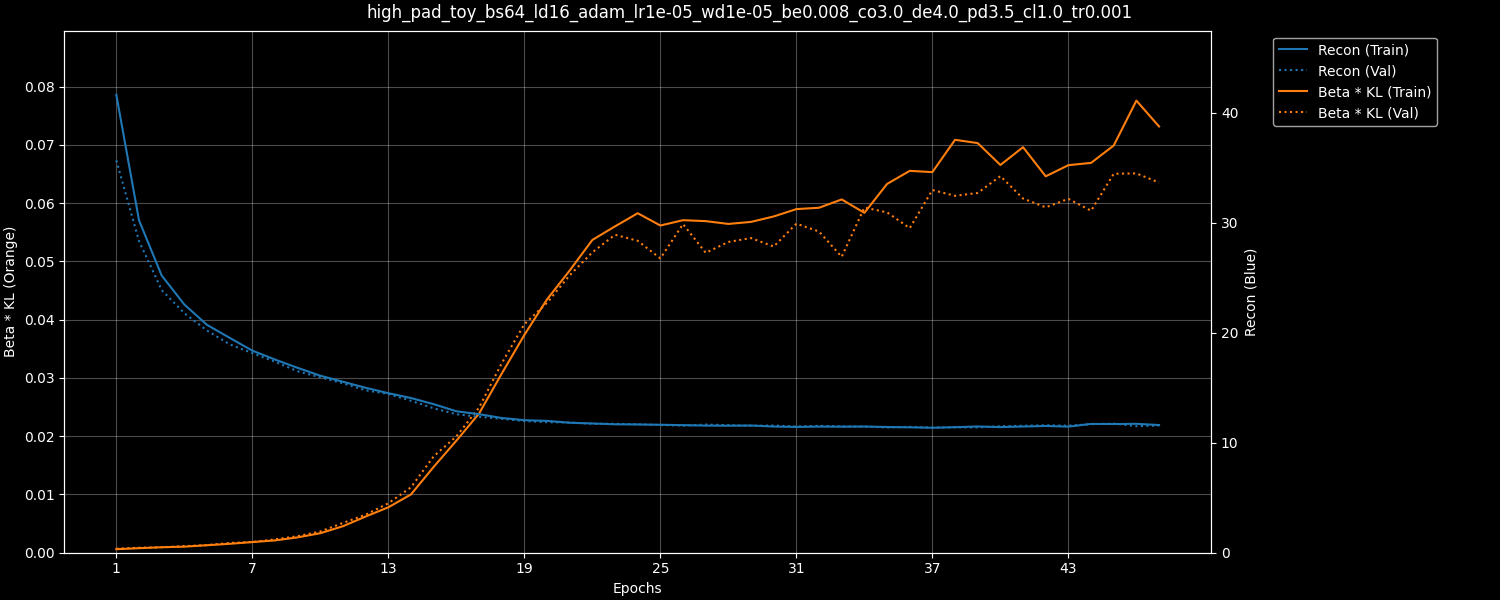 high_pad_toy_bs64_ld16_adam_lr1e-05_wd1e-05_be0.008_co3.0_de4.0_pd3.5_cl1.0_tr0.001
Recon (Train)
Recon (Val)
Beta * KL (Train)
Beta * KL (Val)
Beta * KL (Orange)
0.08
0.07
0.06
0.05
0.04
0.03
0.02
0.01
0.00
40
30
20
10
0
Recon (Blue)
1 7 13 19 25 31 37 43
Epochs